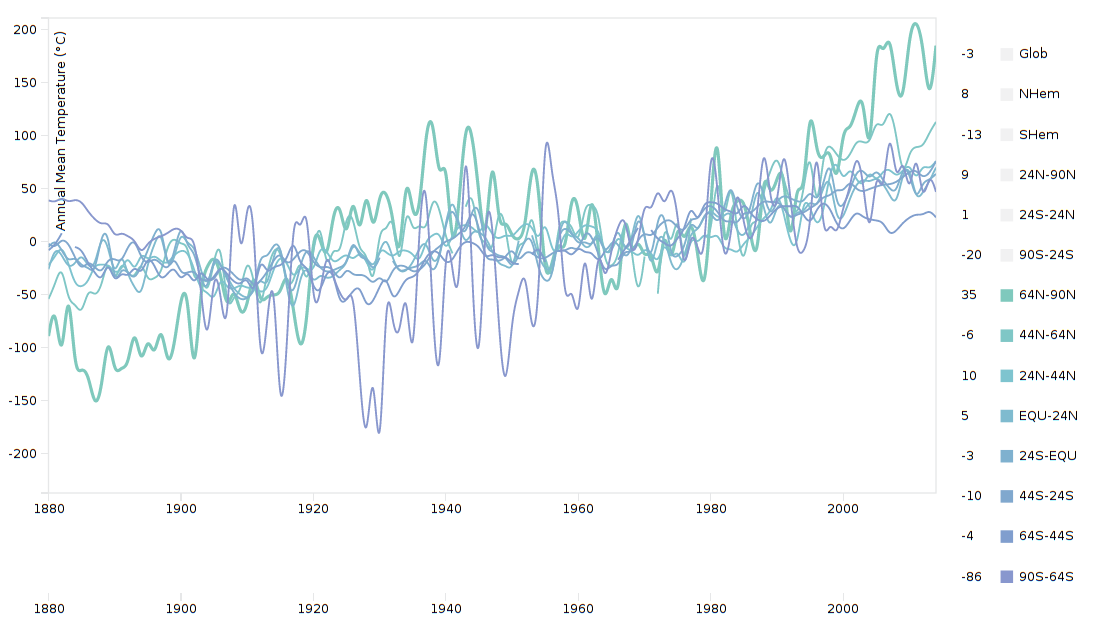 200
150
100
50
0
-50
-100
-150
-200
Annual Mean Temperature (°C)
1880 1900 1920 1940 1960 1980 2000
1880 1900 1920 1940 1960 1980 2000
-3 Glob
8 NHem
-13 SHem
9 24N-90N
1 24S-24N
-20 90S-24S
35 64N-90N
-6 44N-64N
10 24N-44N
5 EQU-24N
-3 24S-EQU
-10 44S-24S
-4 64S-44S
-86 90S-64S